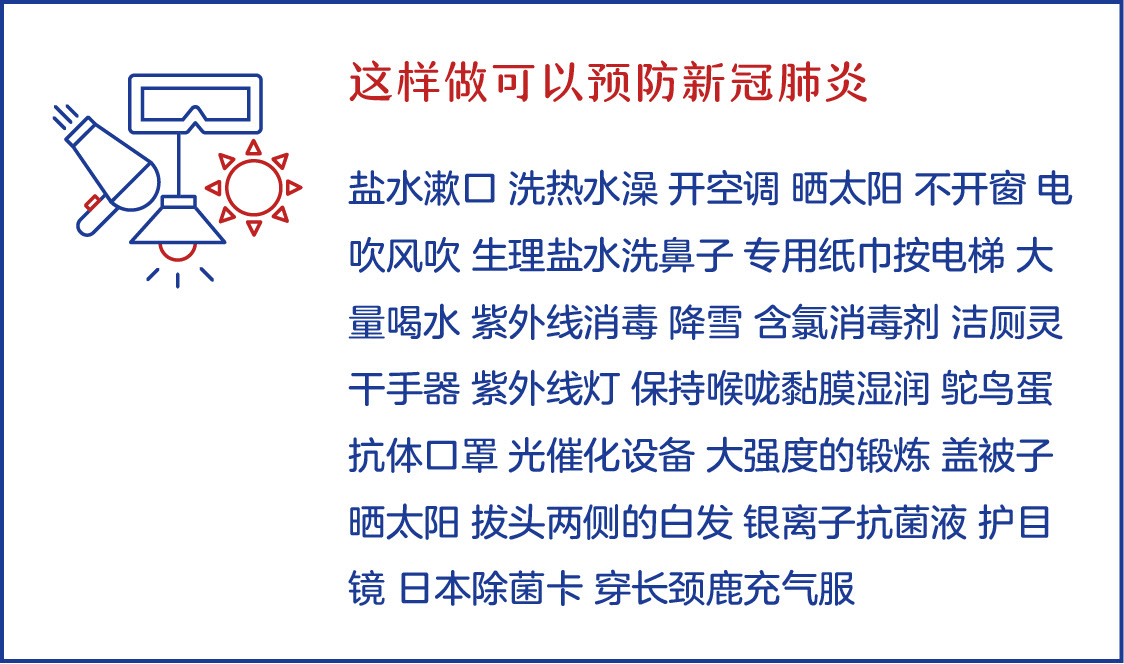 这样做可以预防新冠肺炎
盐水漱口 洗热水澡 开空调 晒太阳 不开窗 电
吹风吹 生理盐水洗鼻子 专用纸巾按电梯 大
量喝水 紫外线消毒 降雪 含氯消毒剂 洁厕灵
干手器 紫外线灯 保持喉咙黏膜湿润 鸵鸟蛋
抗体口罩 光催化设备 大强度的锻炼 盖被子
晒太阳 拔头两侧的白发 银离子抗菌液 护目
镜 日本除菌卡 穿长颈鹿充气服